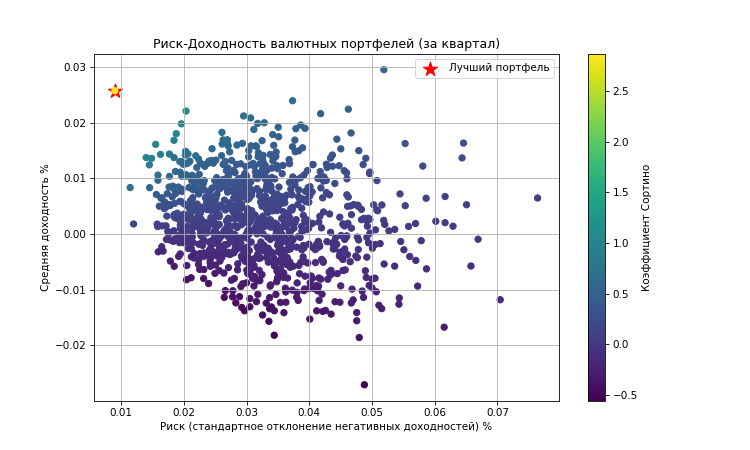 Риск-Доходность валютных портфелей (за квартал)
Лучший портфель
Средняя доходность %
0.03
0.02
0.01
0.00
−0.01
−0.02
0.01 0.02 0.03 0.04 0.05 0.06 0.07
Риск (стандартное отклонение негативных доходностей) %
2.5
2.0
1.5
1.0
0.5
0.0
−0.5
Коэффициент Сортино